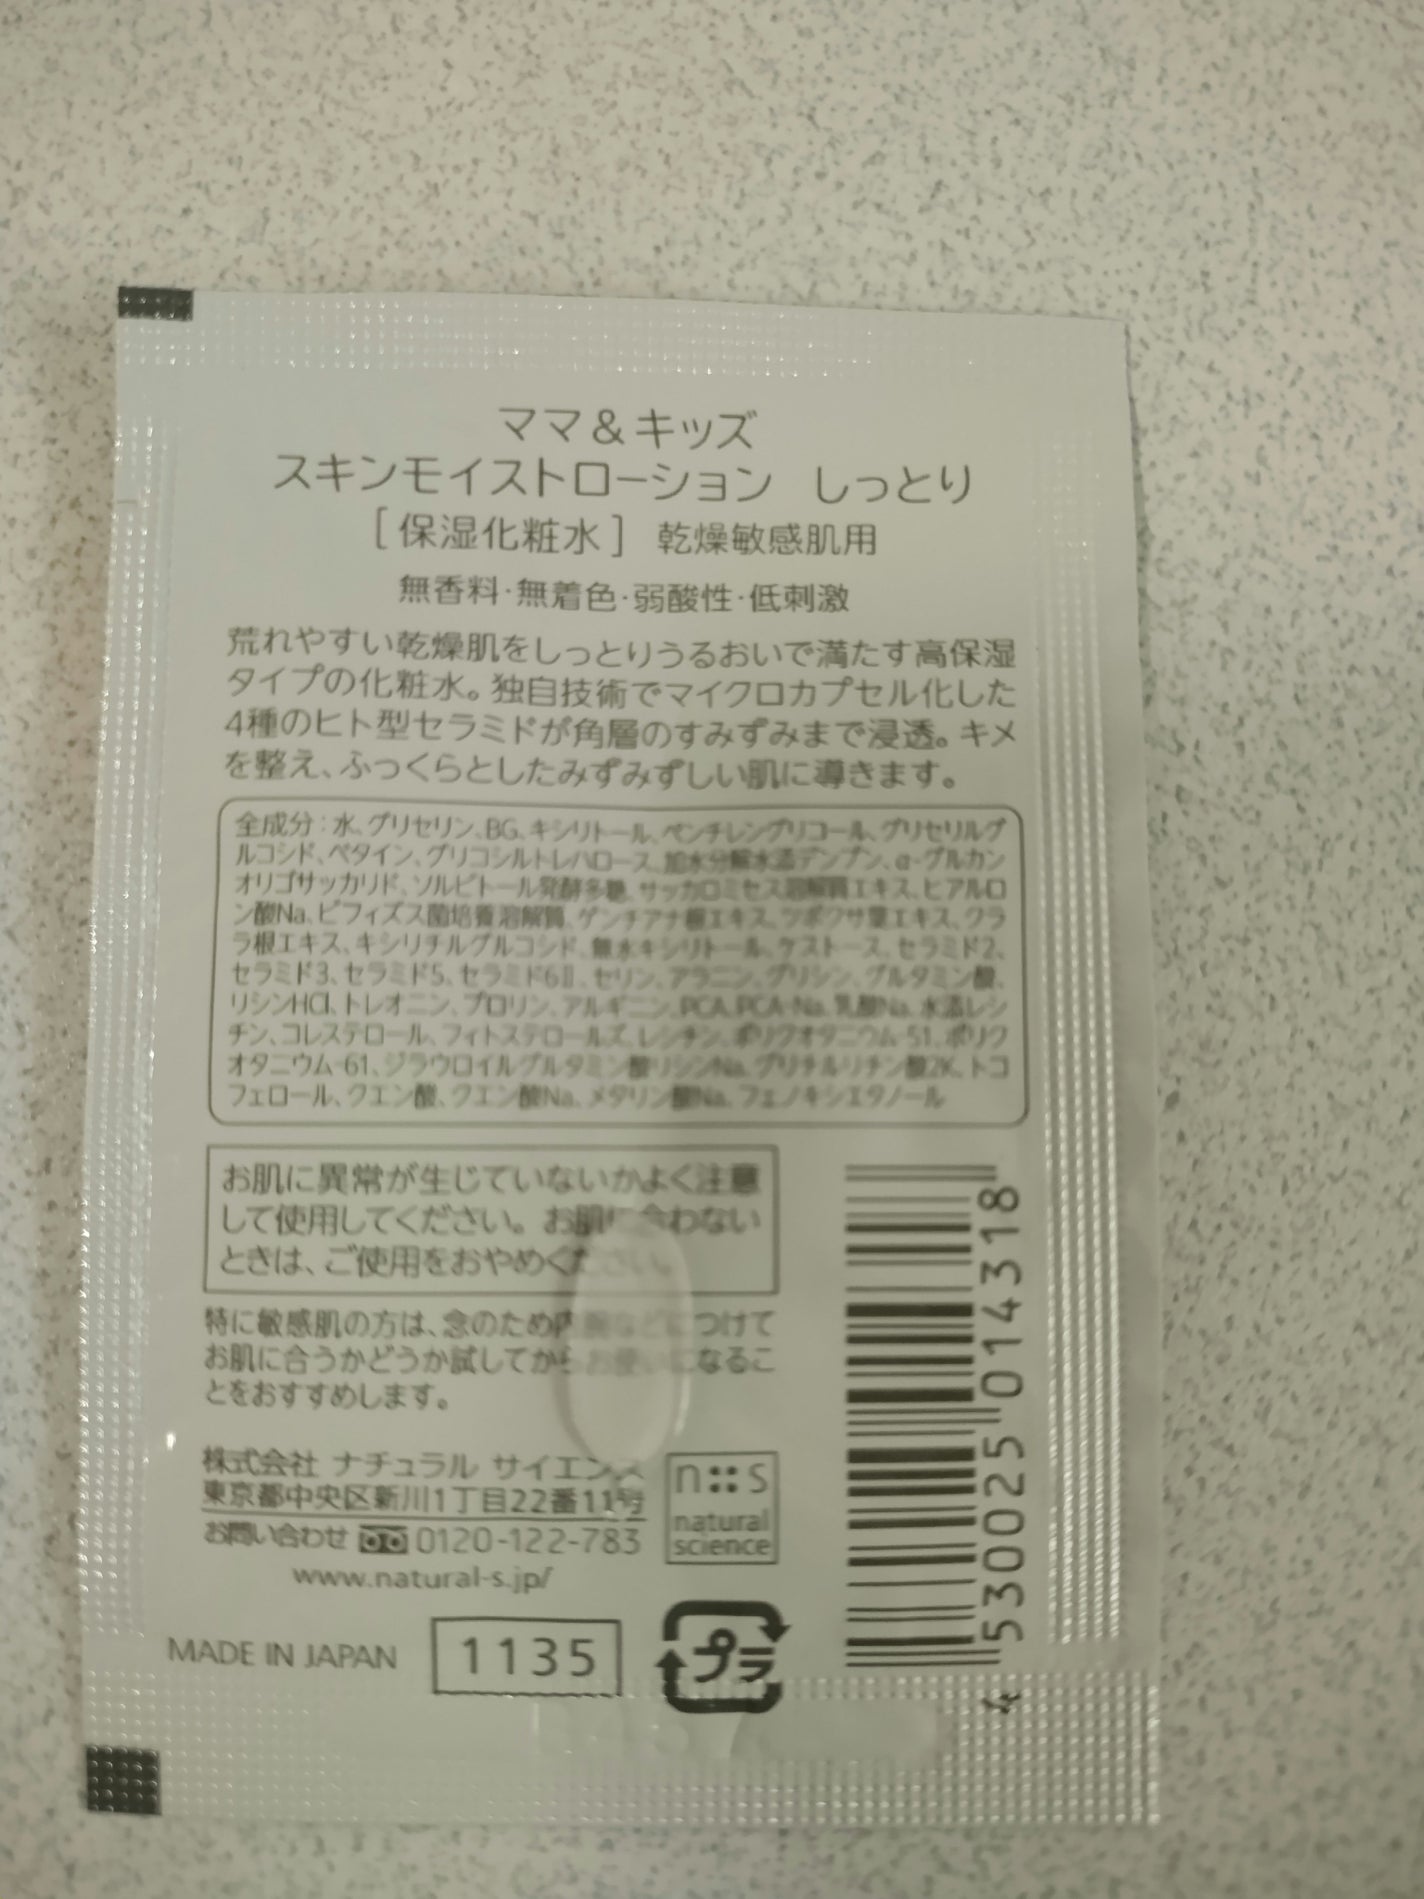 ママ&キッズ
スキンモイストローション しっとり
[保湿化粧水] 乾燥敏感肌用
無香料・無着色・弱酸性・低刺激
荒れやすい乾燥肌をしっとりうるおいで満たす高保湿
タイプの化粧水。独自技術でマイクロカプセル化した
4種のヒト型セラミドが角層のすみずみまで浸透。キメ
を整え、ふっくらとしたみずみずしい肌に導きます。
全成分:水、グリセリン、BG、キシリトール、ペンチレングリコール、グリセリルグ
ルコシド、ベタイン、グリコシルトレハロース、加水分解水添デンプン、α-グルカン
オリゴサッカリド、ソルビトール発酵多糖、サッカロミセス溶解質エキス、ヒアルロ
ン酸Na、ビフィズス菌培養溶解質、ゲンチアナ根エキス、ツボクサ葉エキス、クラ
ラ根エキス、キシリチルグルコシド、無水キシリトール、ケストース、セラミド2、
セラミド3、セラミド5、セラミド6Ⅱ、セリン、アラニン、グリシン、グルタミン酸、
リシンHCl、トレオニン、プロリン、アルギニン、PCA、PCA-Na、乳酸Na、水添レシ
チン、コレステロール、フィトステロールズ、レシチン、ポリクオタニウム-51、ポリク
オタニウム-61、ジラウロイルグルタミン酸リシンNa、グリチルリチン酸2K、トコ
フェロール、クエン酸、クエン酸Na、メタリン酸Na、フェノキシエタノール
お肌に異常が生じていないかよく注意
して使用してください。お肌に合わない
ときは、ご使用をおやめください。
特に敏感肌の方は、念のため内腕などにつけて
お肌に合うかどうか試してからお使いになるこ
とをおすすめします。
株式会社 ナチュラル サイエンス
東京都中央区新川1丁目22番11号
お問い合わせ 0120-122-783
www.natural-s.jp/
n::s
natural
science
MADE IN JAPAN
1135
プラ
4 530025 014318